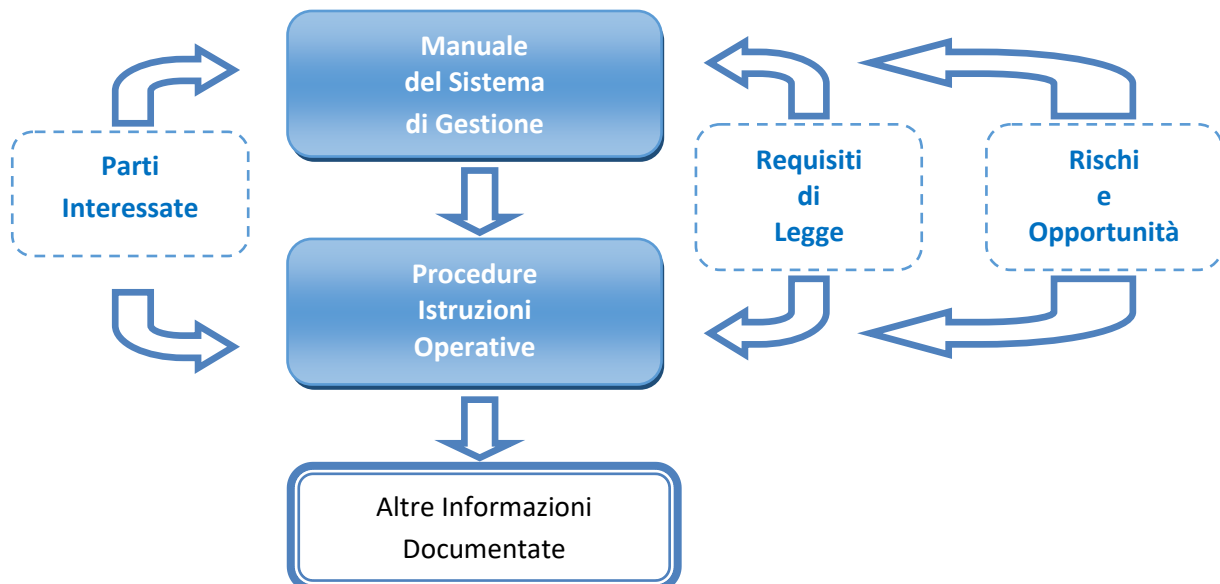 Manuale
del Sistema
di Gestione
Parti
Interessate
Requisiti
di
Legge
Rischi
e
Opportunità
Procedure
Istruzioni
Operative
Altre Informazioni
Documentate